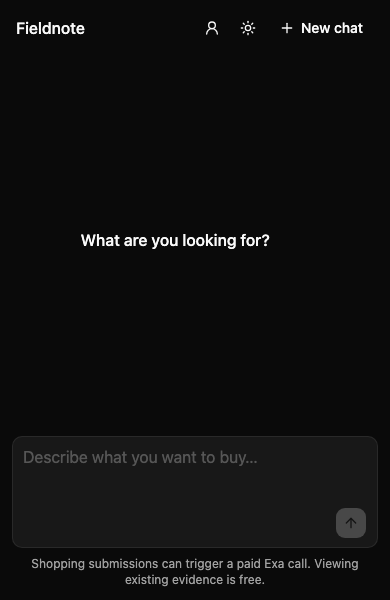 Fieldnote
New chat
What are you looking for?
Describe what you want to buy...
Shopping submissions can trigger a paid Exa call. Viewing
existing evidence is free.